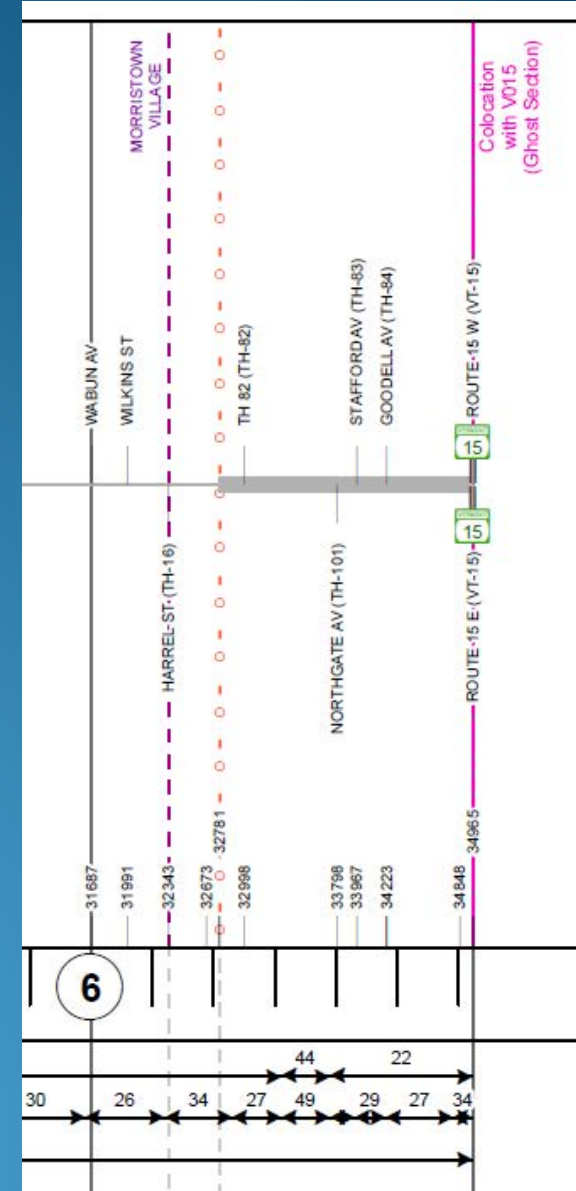 MORRISTOWN
VILLAGE
Colocation
with V015
(Ghost Section)
WABUN AV
WILKINS ST
TH 82 (TH-82)
STAFFORD AV (TH-83)
GOODELL AV (TH-84)
ROUTE 15 W (VT-15)
15
15
HARREL ST (TH-16)
NORTHGATE AV (TH-101)
ROUTE 15 E (VT-15)
31687
31991
32343
32673
32781
32998
33798
33967
34223
34848
34965
6
44 22
30 26 34 27 49 29 27 34